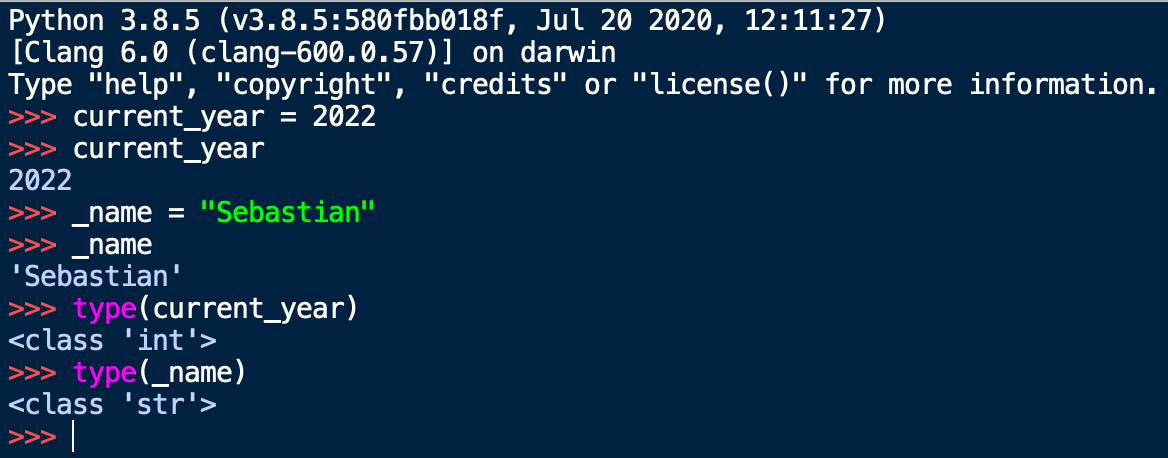 Python 3.8.5 (v3.8.5:580fbb018f, Jul 20 2020, 12:11:27)
[Clang 6.0 (clang-600.0.57)] on darwin
Type "help", "copyright", "credits" or "license()" for more information.
>>> current_year = 2022
>>> current_year
2022
>>> _name = "Sebastian"
>>> _name
'Sebastian'
>>> type(current_year)
<class 'int'>
>>> type(_name)
<class 'str'>
>>>